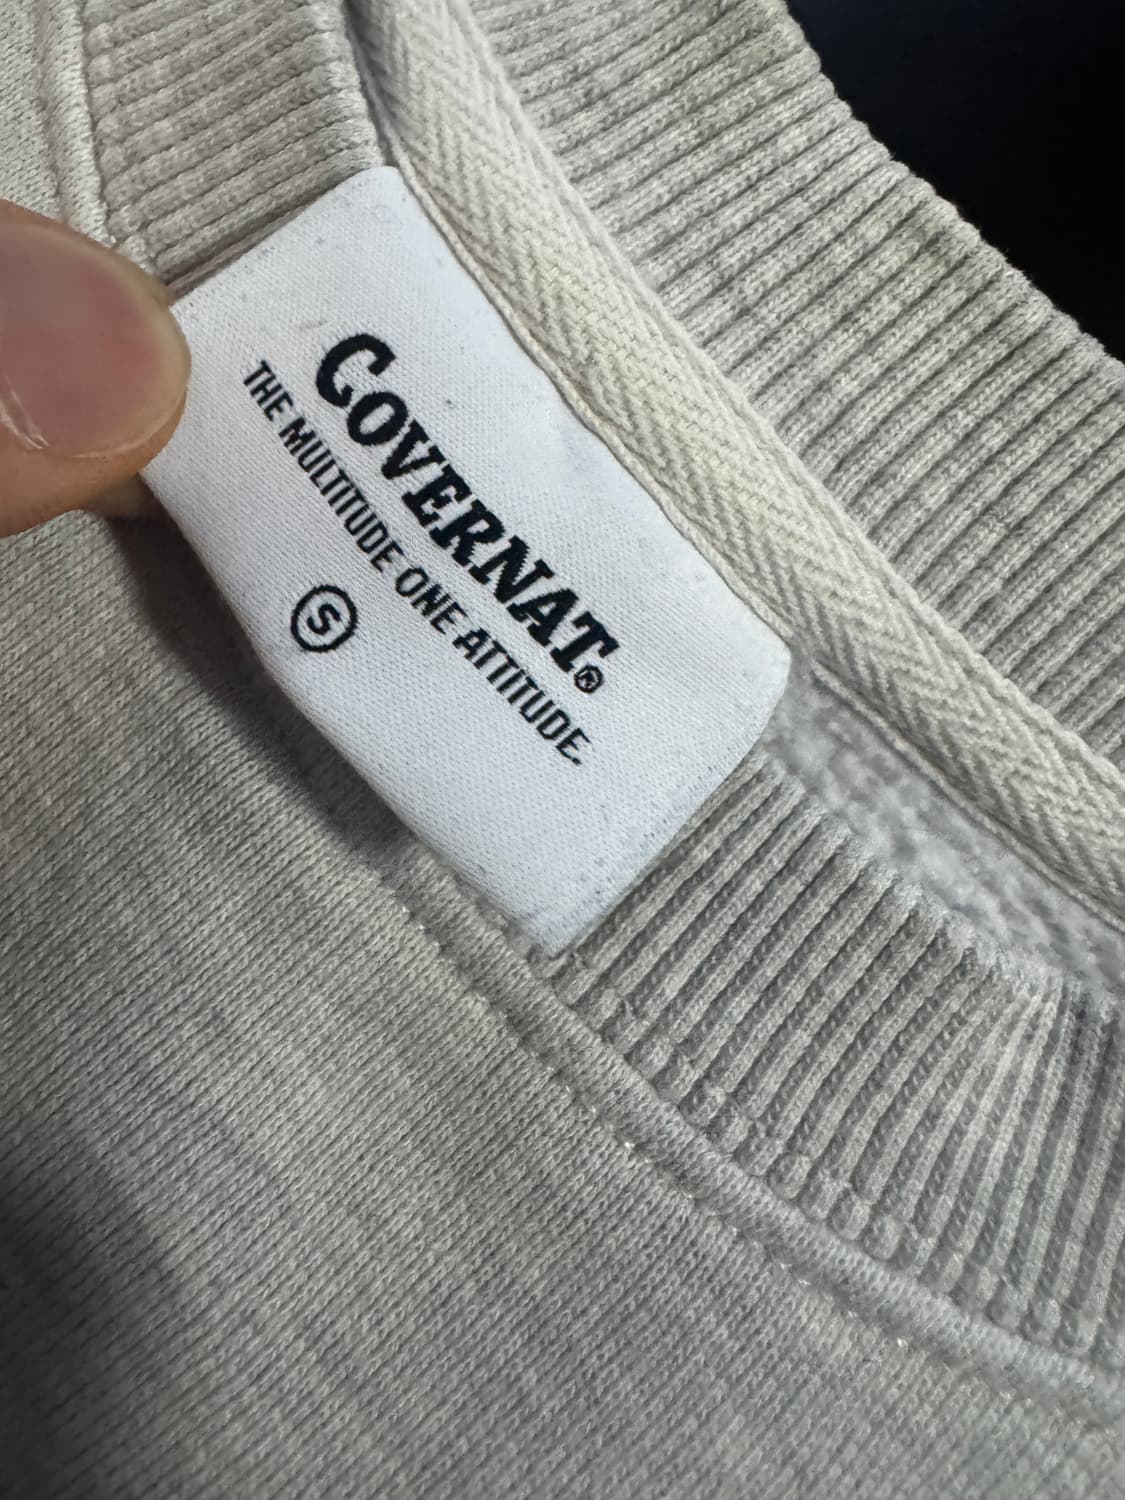 COVERNAT®
THE MULTITUDE ONE ATTITUDE.
S